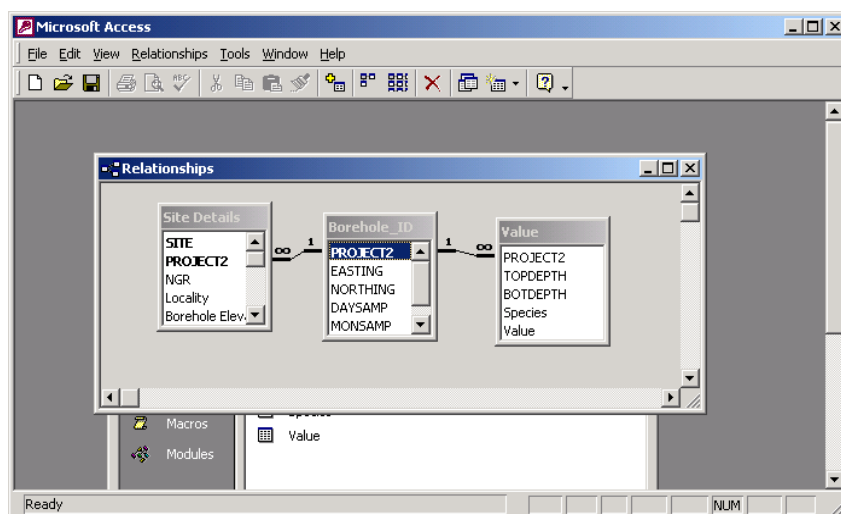 Microsoft Access
File Edit View Relationships Tools Window Help
Relationships
Site Details
SITE
PROJECT2
NGR
Locality
Borehole Elev.
∞ 1
Borehole_ID
PROJECT2
EASTING
NORTHING
DAYSAMP
MONSAMP
1 ∞
Value
PROJECT2
TOPDEPTH
BOTDEPTH
Species
Value
Macros
Modules
Species
Value
Ready
NUM